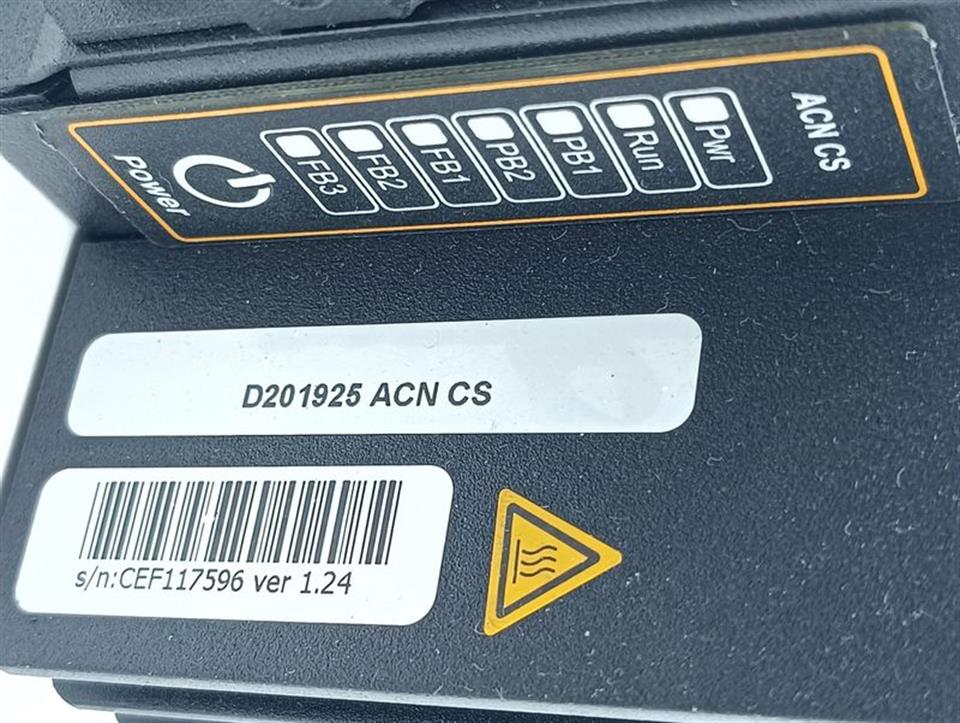 ACN CS
Pwr
Run
PB1
PB2
FB1
FB2
FB3
Power
D201925 ACN CS
s/n:CEF117596 ver 1.24